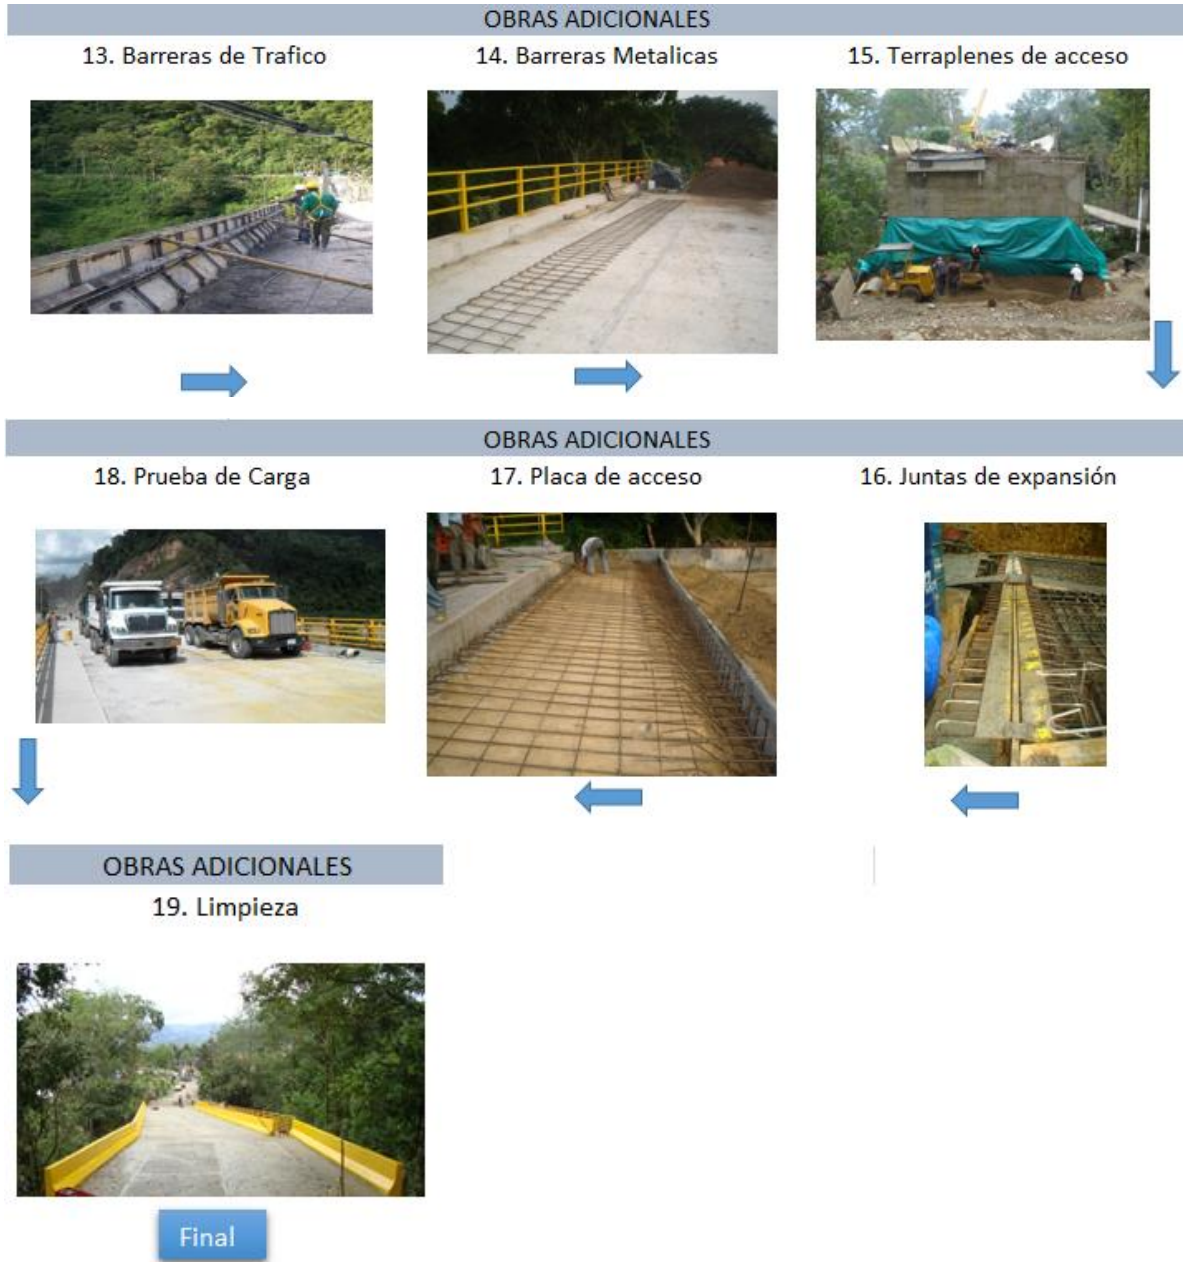 OBRAS ADICIONALES
13. Barreras de Trafico
14. Barreras Metalicas
15. Terraplenes de acceso
OBRAS ADICIONALES
18. Prueba de Carga
17. Placa de acceso
16. Juntas de expansión
OBRAS ADICIONALES
19. Limpieza
Final